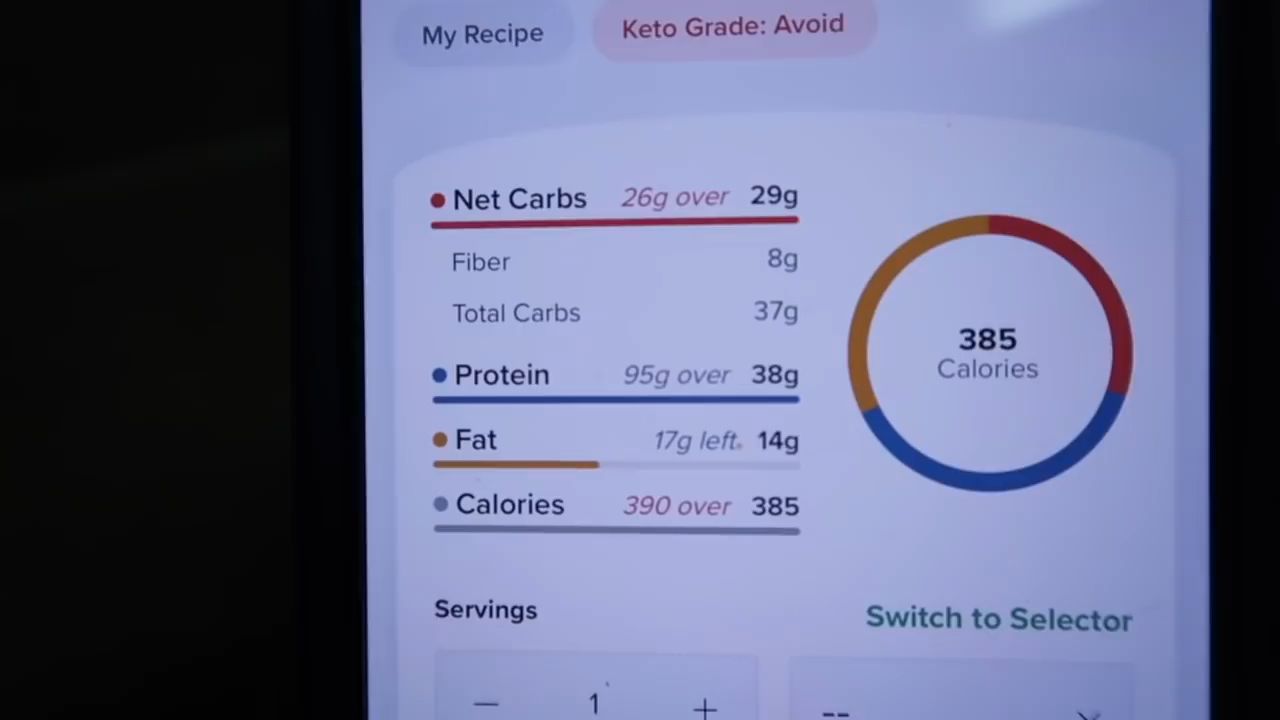 My Recipe
Keto Grade: Avoid
Net Carbs 26g over 29g
Fiber 8g
Total Carbs 37g
Protein 95g over 38g
Fat 17g left 14g
Calories 390 over 385
385
Calories
Servings
Switch to Selector
— 1 +
--